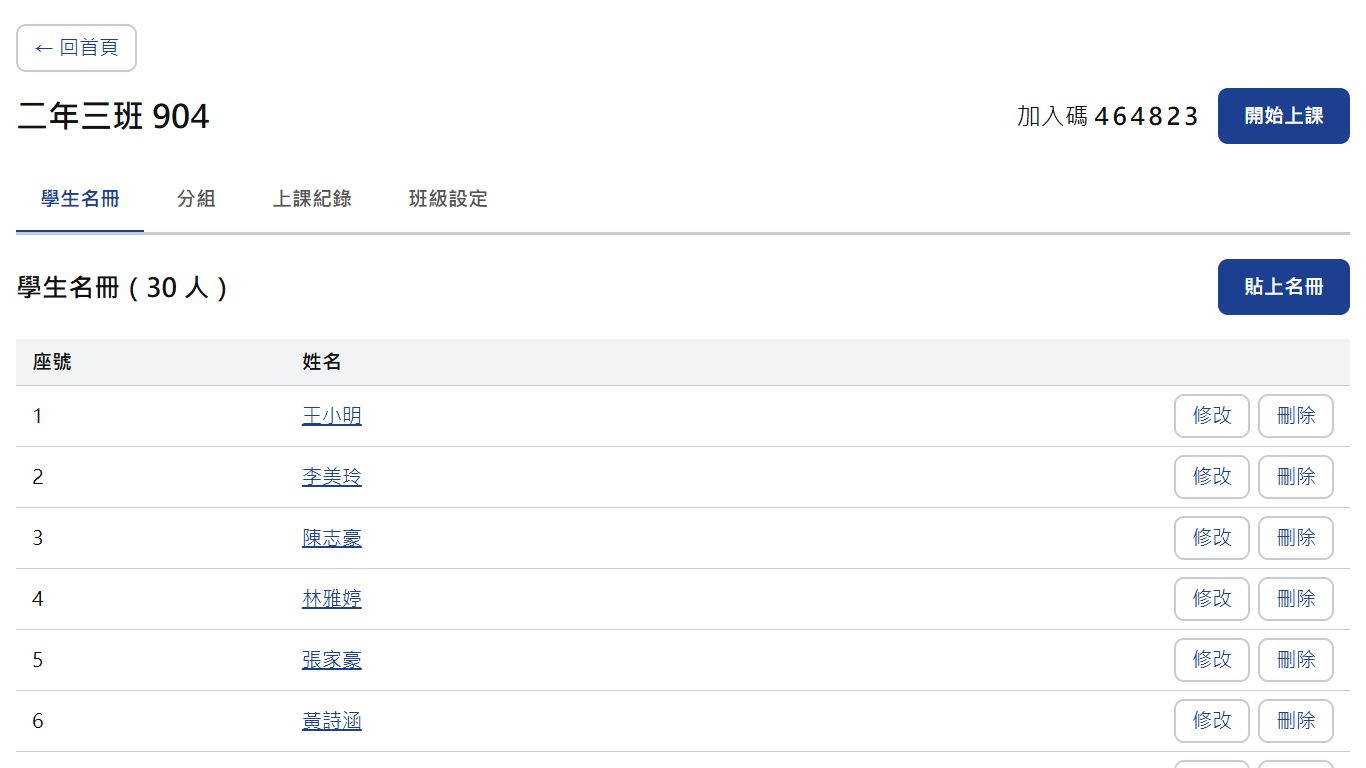 ← 回首頁
二年三班 904
加入碼 464823
開始上課
學生名冊 分組 上課紀錄 班級設定
學生名冊 ( 30 人 )
貼上名冊
座號 姓名
1 王小明 修改 刪除
2 李美玲 修改 刪除
3 陳志豪 修改 刪除
4 林雅婷 修改 刪除
5 張家豪 修改 刪除
6 黃詩涵 修改 刪除